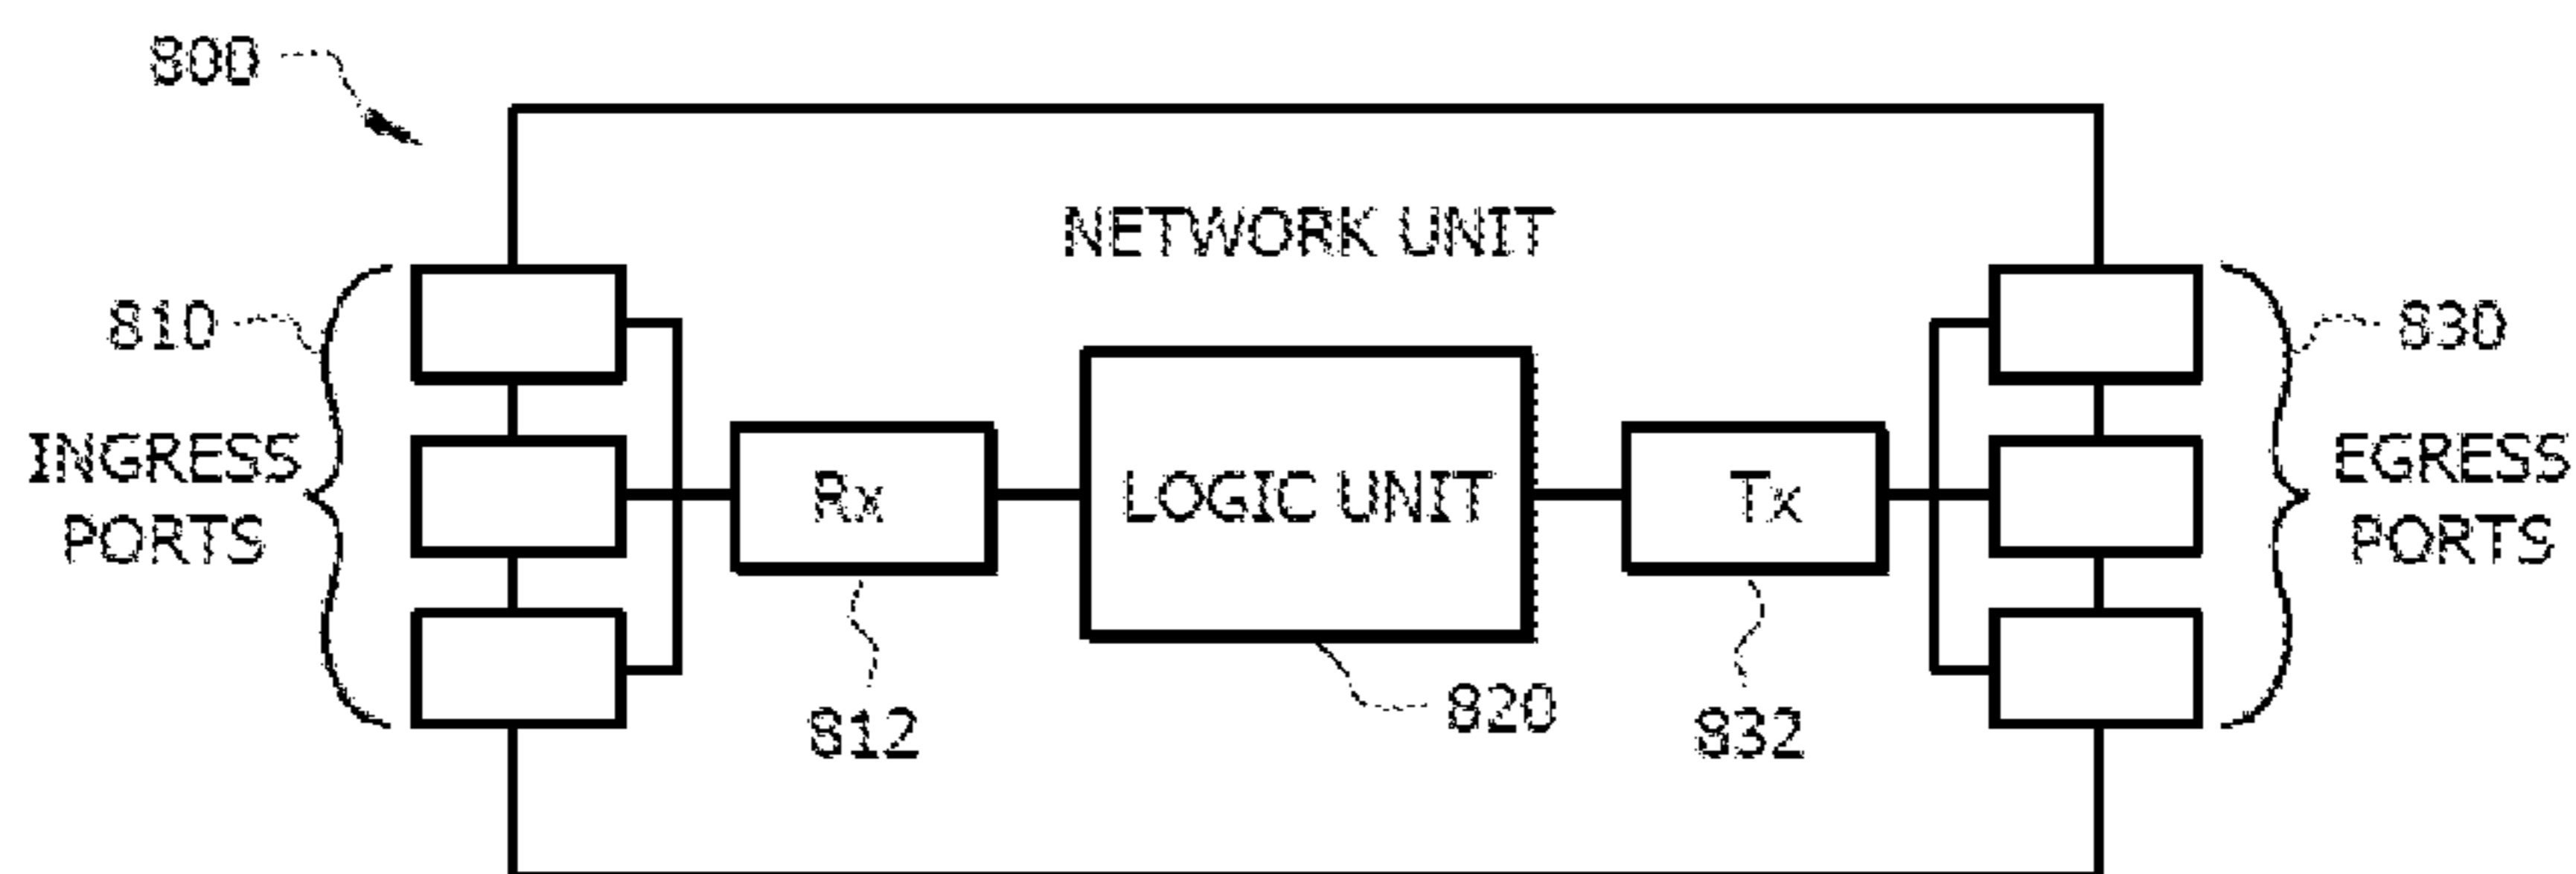 800
NETWORK UNIT
810
830
INGRESS
PORTS
Rx
LOGIC UNIT
Tx
EGRESS
PORTS
812
820
832